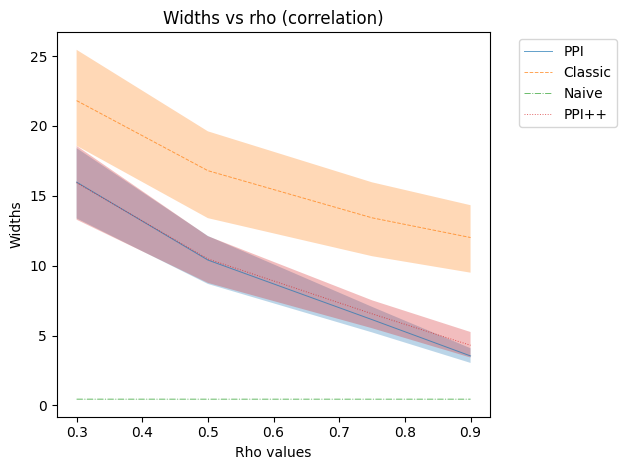 Widths vs rho (correlation)
PPI
Classic
Naive
PPI++
25
20
15
10
5
0
Widths
0.3 0.4 0.5 0.6 0.7 0.8 0.9
Rho values